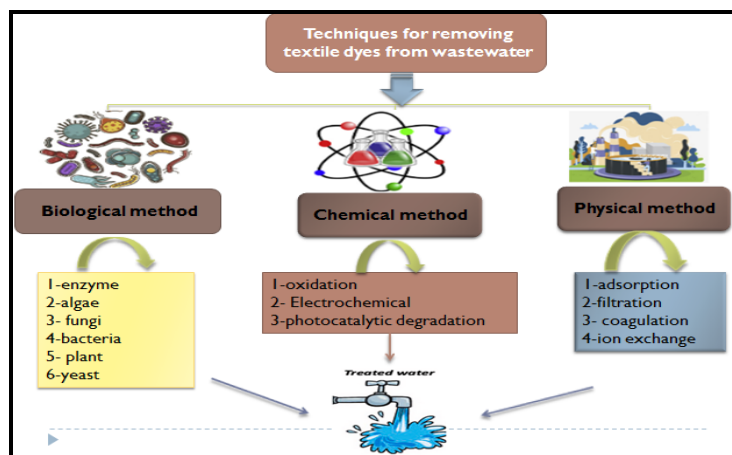 Techniques for removing
textile dyes from wastewater
Biological method
Chemical method
Physical method
1-enzyme
2-algae
3- fungi
4-bacteria
5- plant
6-yeast
1-oxidation
2- Electrochemical
3-photocatalytic degradation
1-adsorption
2-filtration
3- coagulation
4-ion exchange
Treated water